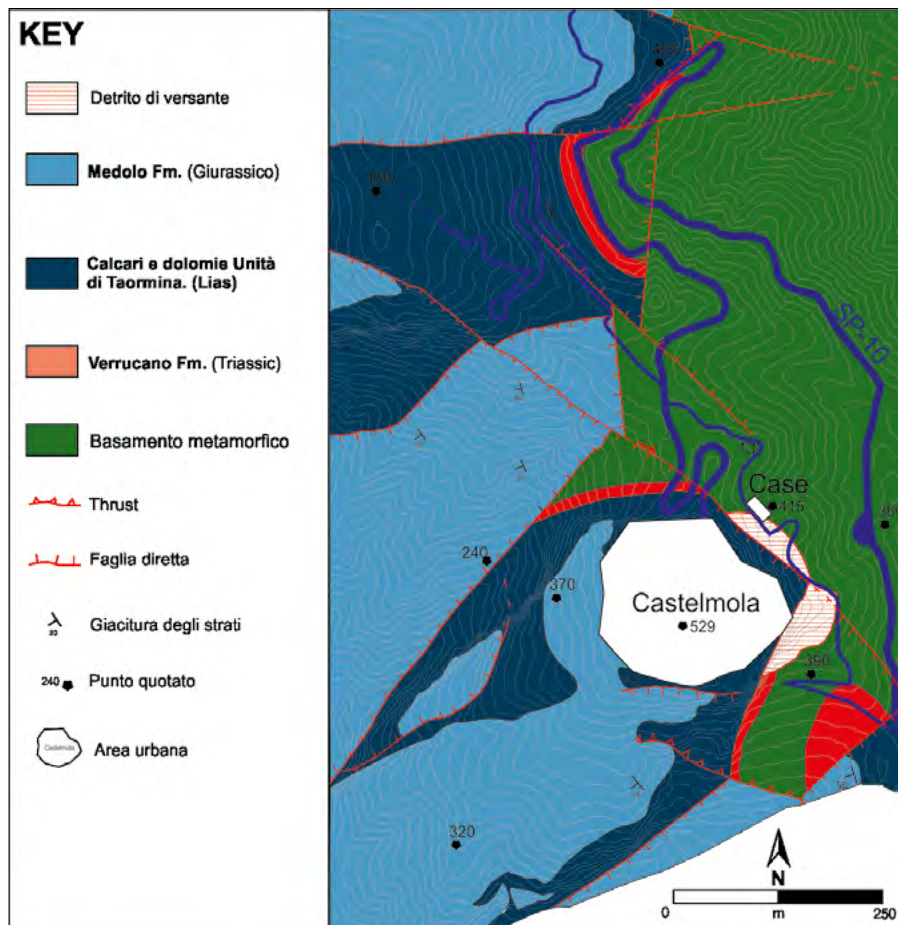 KEY
Detrito di versante
Medolo Fm. (Giurassico)
Calcari e dolomie Unità
di Taormina. (Lias)
Verrucano Fm. (Triassic)
Basamento metamorfico
Thrust
Faglia diretta
20
Giacitura degli strati
240
Punto quotato
Castelmola
Area urbana
SP-10
Case
415
240
370
Castelmola
529
390
320
N
0
m
250